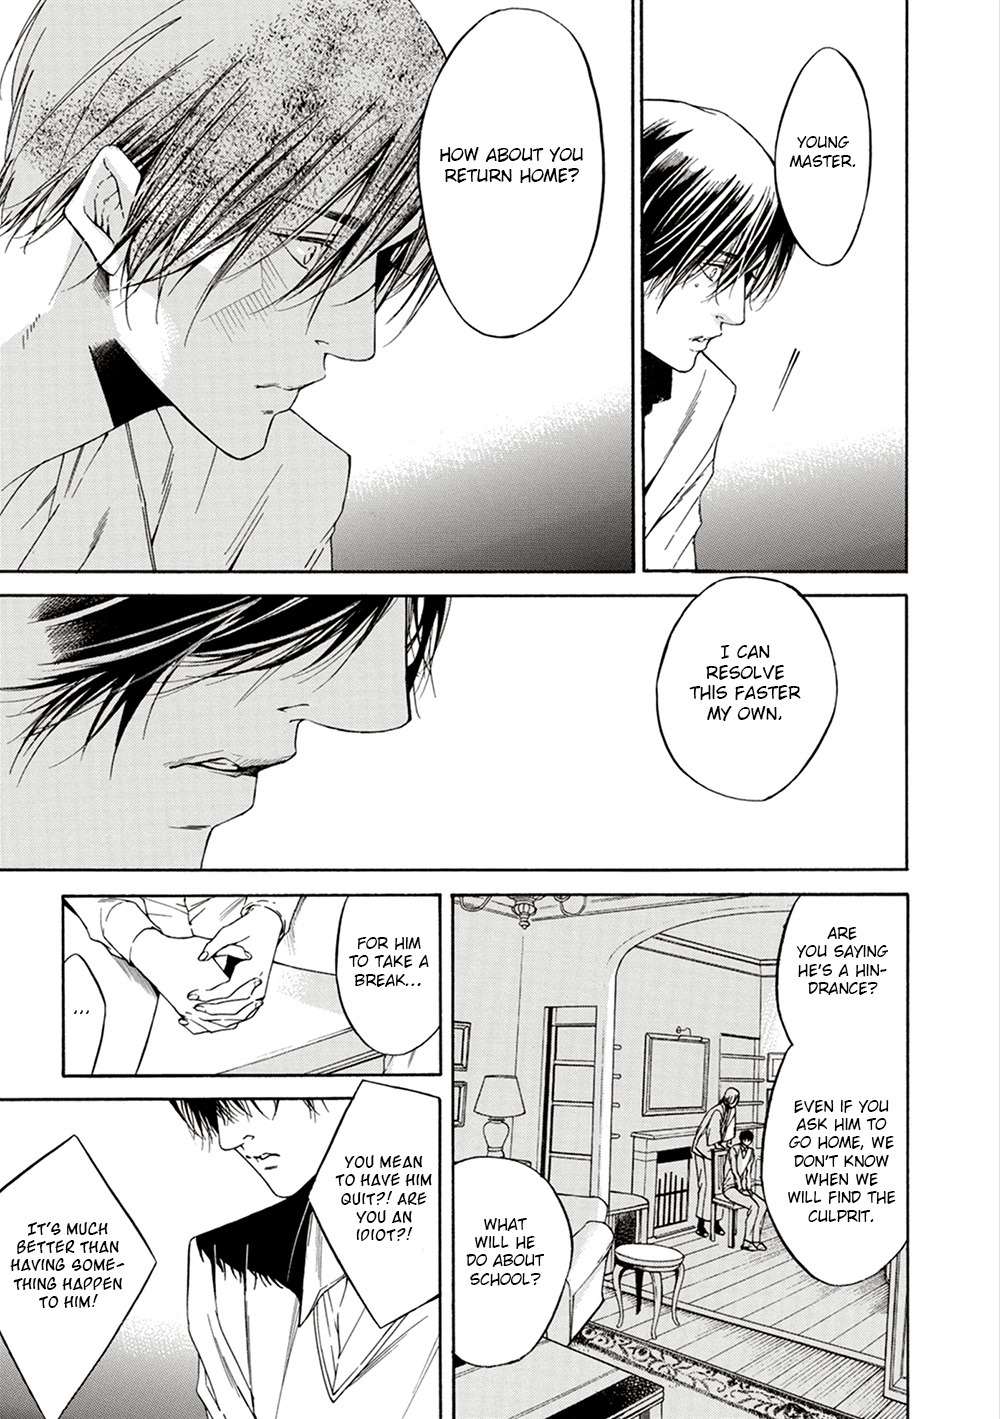 YOUNG
MASTER.
HOW ABOUT YOU
RETURN HOME?
I CAN
RESOLVE
THIS FASTER
MY OWN.
ARE
YOU SAYING
HE'S A HIN-
DRANCE?
EVEN IF YOU
ASK HIM TO
GO HOME, WE
DON'T KNOW
WHEN WE
WILL FIND THE
CULPRIT.
WHAT
WILL HE
DO ABOUT
SCHOOL?
FOR HIM
TO TAKE A
BREAK...
...
YOU MEAN
TO HAVE HIM
QUIT?! ARE
YOU AN
IDIOT?!
IT'S MUCH
BETTER THAN
HAVING SOME-
THING HAPPEN
TO HIM!